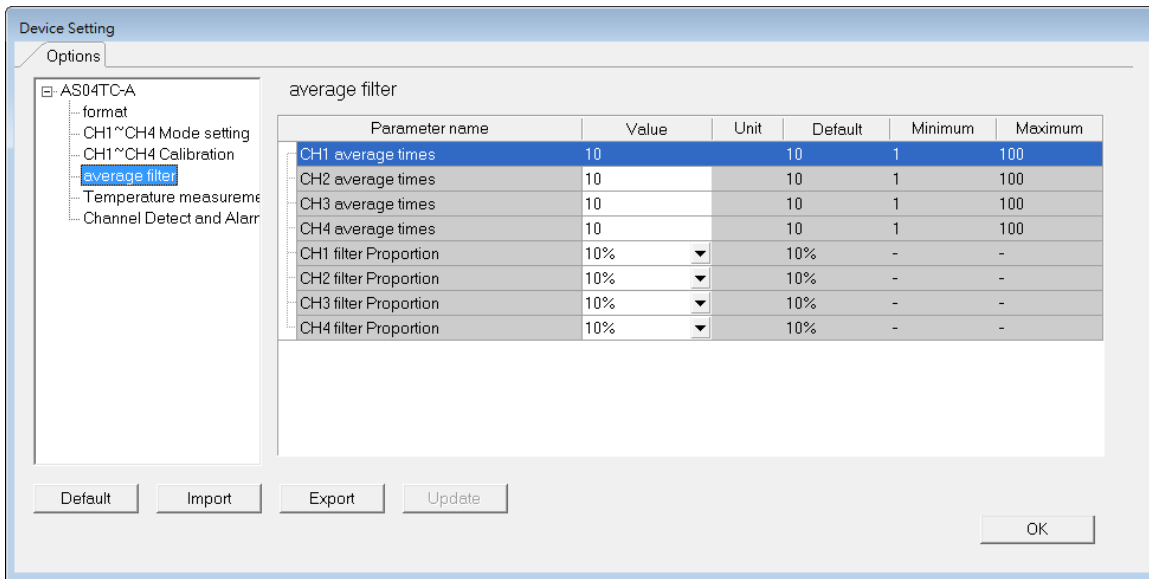 Device Setting
Options
AS04TC-A
format
CH1~CH4 Mode setting
CH1~CH4 Calibration
average filter
Temperature measureme
Channel Detect and Alarr
average filter
Parameter name Value Unit Default Minimum Maximum
CH1 average times 10 10 1 100
CH2 average times 10 10 1 100
CH3 average times 10 10 1 100
CH4 average times 10 10 1 100
CH1 filter Proportion 10% 10% - -
CH2 filter Proportion 10% 10% - -
CH3 filter Proportion 10% 10% - -
CH4 filter Proportion 10% 10% - -
Default Import Export Update
OK